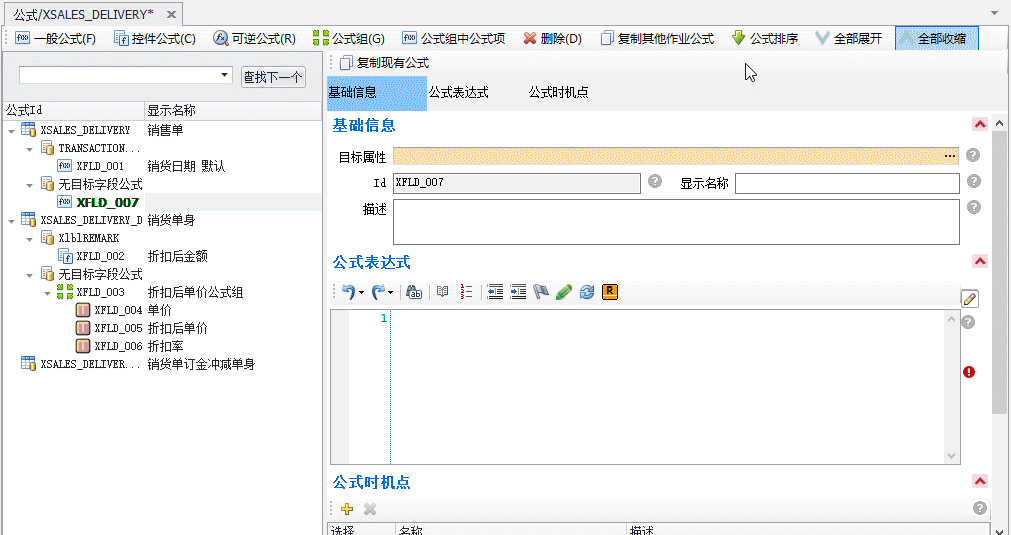 公式/XSALES_DELIVERY*
一般公式(F) 控件公式(C) 可逆公式(R) 公式组(G) 公式组中公式项 删除(D) 复制其他作业公式 公式排序 全部展开 全部收缩
查找下一个
公式Id 显示名称
XSALES_DELIVERY 销售单
TRANSACTION...
XFLD_001 销货日期 默认
无目标字段公式
XFLD_007
XSALES_DELIVERY_D 销货单身
XlblREMARK
XFLD_002 折扣后金额
无目标字段公式
XFLD_003 折扣后单价公式组
XFLD_004 单价
XFLD_005 折扣后单价
XFLD_006 折扣率
XSALES_DELIVER... 销货单订金冲减单身
复制现有公式
基础信息 公式表达式 公式时机点
基础信息
目标属性 ...
Id XFLD_007 显示名称
描述
公式表达式
1
公式时机点
选择 名称 描述